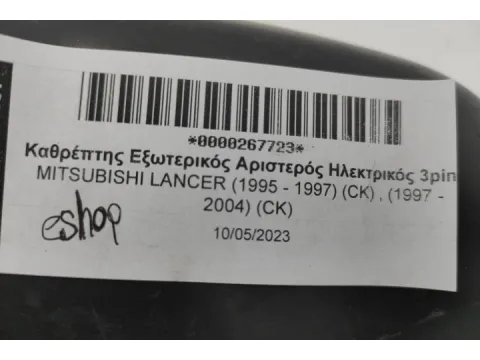 *0000267723*
Καθρέπτης Εξωτερικός Αριστερός Ηλεκτρικός 3pin
MITSUBISHI LANCER (1995 - 1997) (CK) , (1997 -
2004) (CK)
eshop
10/05/2023